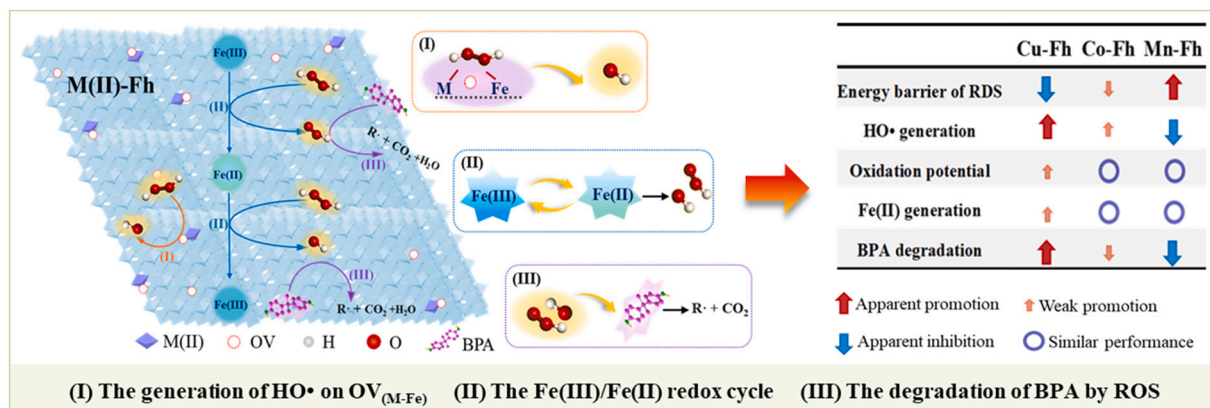 M(II)-Fh
Fe(III)
(II)
R· + CO₂ +H₂O
(III)
Fe(II)
(II)
(I)
(III)
R· + CO₂ +H₂O
Fe(III)
M(II) OV H O BPA
(I)
M Fe
(II)
Fe(III) Fe(II)
(III)
R· + CO₂
Cu-Fh Co-Fh Mn-Fh
Energy barrier of RDS
HO• generation
Oxidation potential
Fe(II) generation
BPA degradation
Apparent promotion Weak promotion
Apparent inhibition Similar performance
(I) The generation of HO• on OV(M-Fe) (II) The Fe(III)/Fe(II) redox cycle (III) The degradation of BPA by ROS